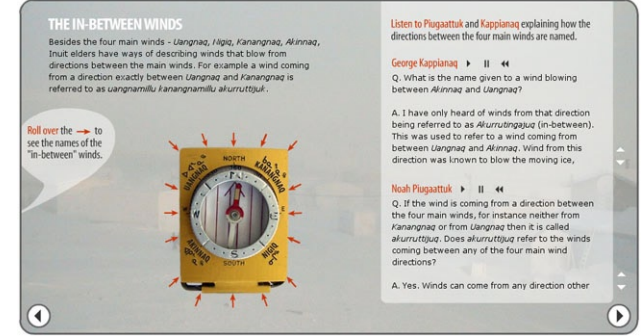 THE IN-BETWEEN WINDS
Besides the four main winds - Uangnaq, Nigiq, Kanangnaq, Akinnaq,
Inuit elders have ways of describing winds that blow from
directions between the main winds. For example a wind coming
from a direction exactly between Uangnaq and Kanangnaq is
referred to as uangnamillu kanangnamillu akurruttijuk.
Roll over the → to
see the names of the
"in-between" winds.
NORTH
UANGNAQ
KANANGNAQ
W
E
S
AKINNAQ
NIGIQ
SOUTH
Listen to Piugaattuk and Kappianaq explaining how the
directions between the four main winds are named.
George Kappianaq
Q. What is the name given to a wind blowing
between Akinnaq and Uangnaq?
A. I have only heard of winds from that direction
being referred to as Akurrutingajuq (in-between).
This was used to refer to a wind coming from
between Uangnaq and Akinnaq. Wind from this
direction was known to blow the moving ice,
Noah Piugaattuk
Q. If the wind is coming from a direction between
the four main winds, for instance neither from
Kanangnaq or from Uangnaq then it is called
akurruttijuq. Does akurruttijuq refer to the winds
coming between any of the four main wind
directions?
A. Yes. Winds can come from any direction other